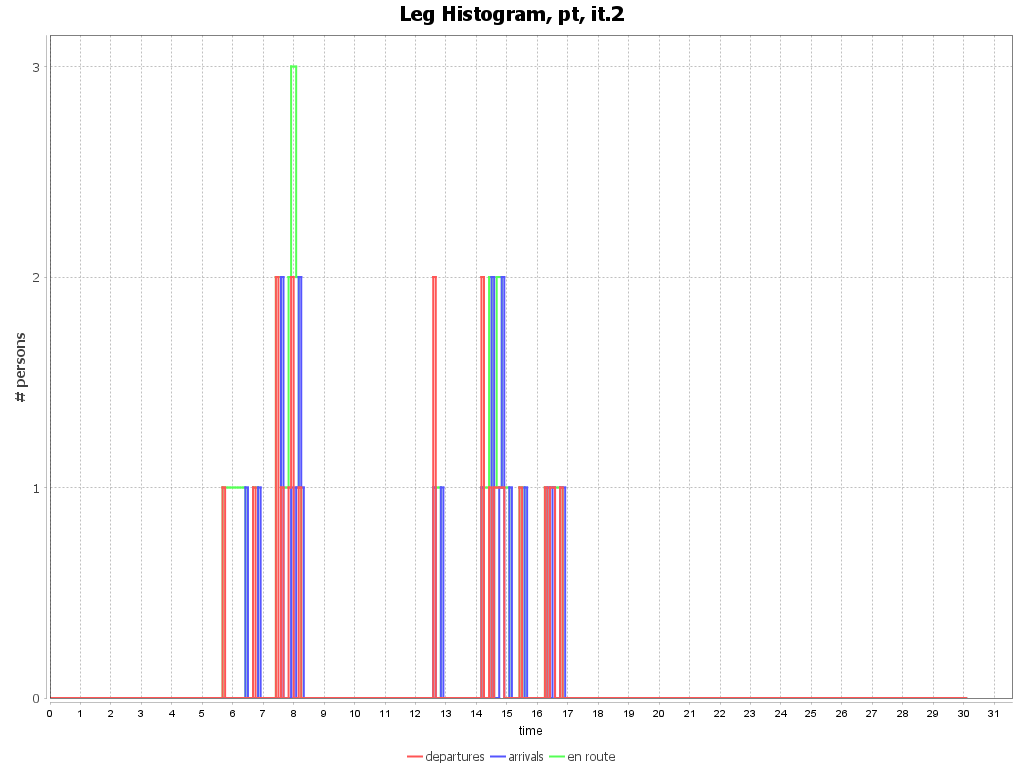 Leg Histogram, pt, it.2
# persons
3
2
1
0
0 1 2 3 4 5 6 7 8 9 10 11 12 13 14 15 16 17 18 19 20 21 22 23 24 25 26 27 28 29 30 31
time
departures arrivals en route